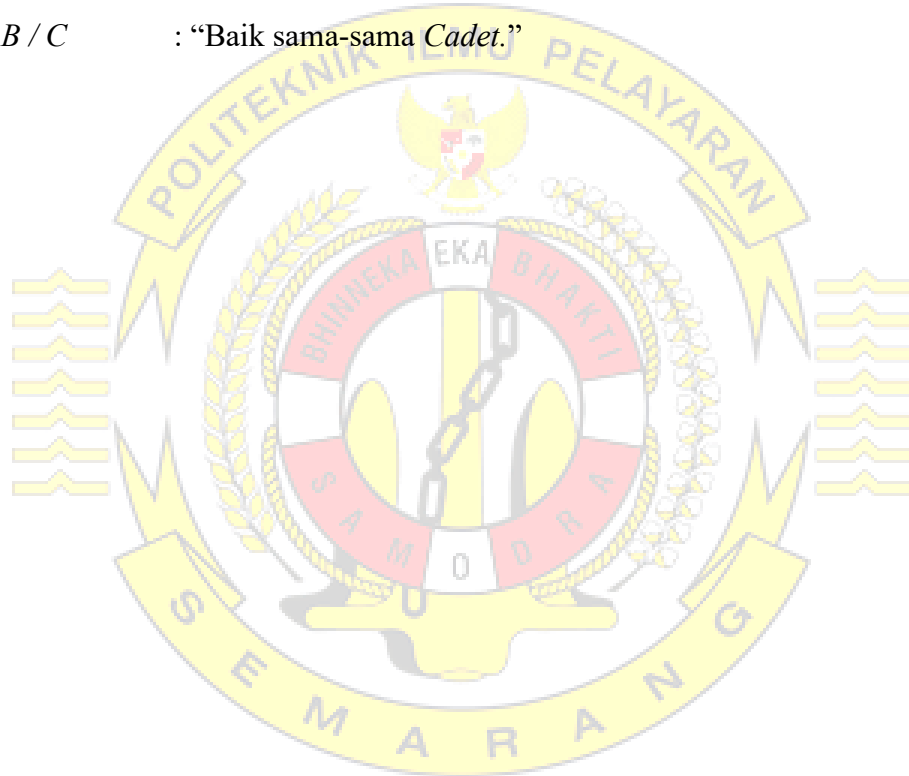 B / C : “Baik sama-sama Cadet.”
POLITEKNIK ILMU PELAYARAN
BHINNEKA EKA BHAKTI
SAMODRA
SEMARANG